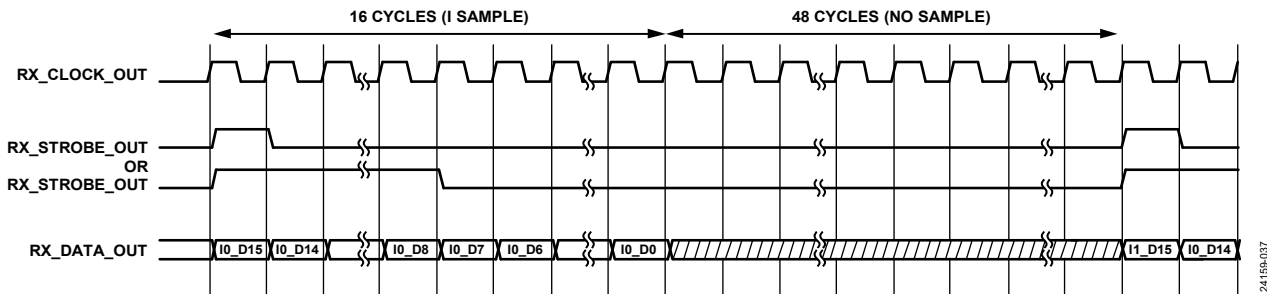 16 CYCLES (I SAMPLE)
48 CYCLES (NO SAMPLE)
RX_CLOCK_OUT
RX_STROBE_OUT
OR
RX_STROBE_OUT
RX_DATA_OUT
I0_D15
I0_D14
I0_D8
I0_D7
I0_D6
I0_D0
I1_D15
I0_D14
24159-037